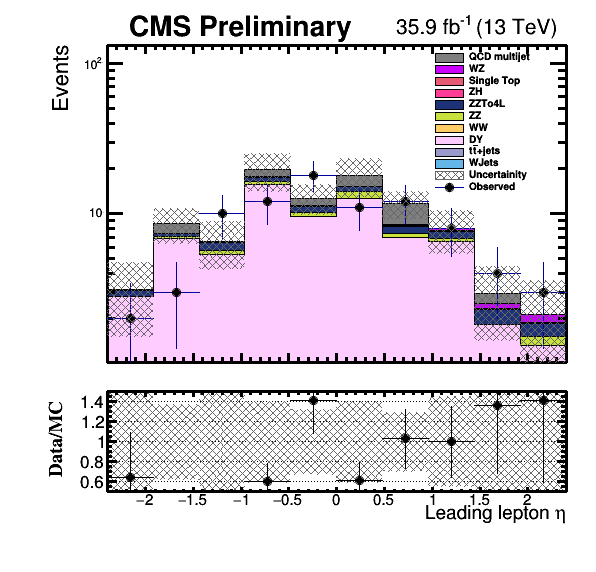 CMS Preliminary 35.9 fb⁻¹ (13 TeV)
Events
10²
10
QCD multijet
WZ
Single Top
ZH
ZZTo4L
ZZ
WW
DY
tt̄+jets
WJets
Uncertainity
Observed
Data/MC
1.4
1.2
1
0.8
0.6
−2 −1.5 −1 −0.5 0 0.5 1 1.5 2
Leading lepton η